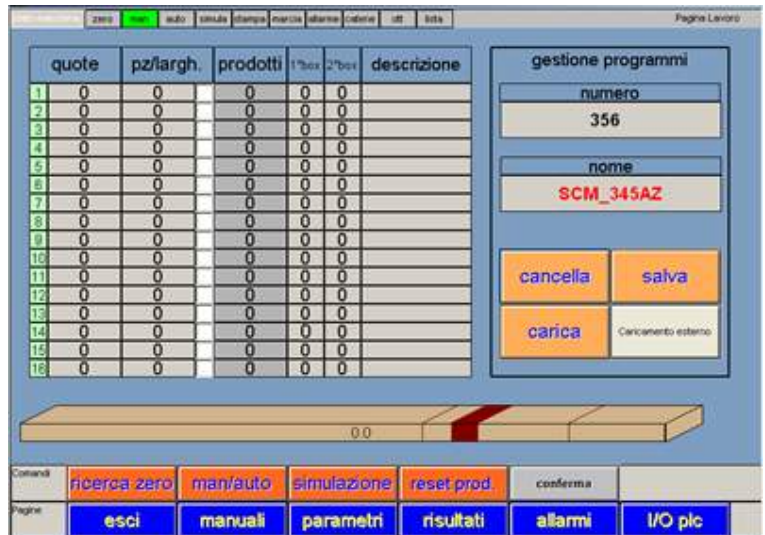 zero man auto simula stampa marcia allarme caterie ott lista Pagina Lavoro
quote pz/largh. prodotti 1°box 2°box descrizione
1 0 0 0 0 0
2 0 0 0 0 0
3 0 0 0 0 0
4 0 0 0 0 0
5 0 0 0 0 0
6 0 0 0 0 0
7 0 0 0 0 0
8 0 0 0 0 0
9 0 0 0 0 0
10 0 0 0 0 0
11 0 0 0 0 0
12 0 0 0 0 0
13 0 0 0 0 0
14 0 0 0 0 0
15 0 0 0 0 0
16 0 0 0 0 0
gestione programmi
numero
356
nome
SCM_345AZ
cancella salva
carica Caricamento esterno
0.0
Comandi ricerca zero man/auto simulazione reset prod. conferma
Pagine esci manuali parametri risultati allarmi I/O plc